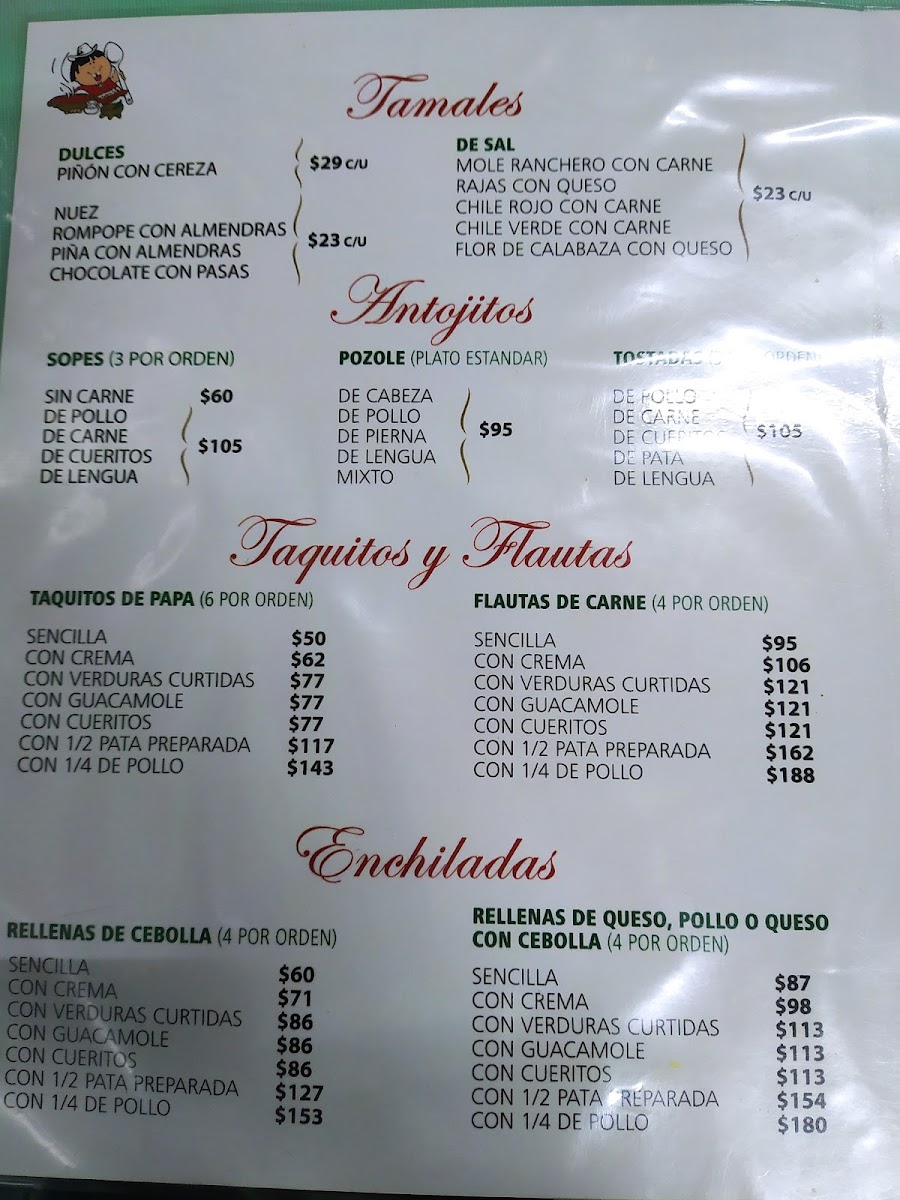 Tamales
DULCES
PIÑÓN CON CEREZA
$29 C/U
NUEZ
ROMPOPE CON ALMENDRAS
PIÑA CON ALMENDRAS
CHOCOLATE CON PASAS
$23 C/U
DE SAL
MOLE RANCHERO CON CARNE
RAJAS CON QUESO
CHILE ROJO CON CARNE
CHILE VERDE CON CARNE
FLOR DE CALABAZA CON QUESO
$23 C/U
Antojitos
SOPES (3 POR ORDEN)
SIN CARNE $60
DE POLLO
DE CARNE
DE CUERITOS
DE LENGUA
$105
POZOLE (PLATO ESTANDAR)
DE CABEZA
DE POLLO
DE PIERNA
DE LENGUA
MIXTO
$95
TOSTADAS ORDEN)
DE POLLO
DE CARNE
DE CUERITOS
DE PATA
DE LENGUA
$105
Taquitos y Flautas
TAQUITOS DE PAPA (6 POR ORDEN)
SENCILLA $50
CON CREMA $62
CON VERDURAS CURTIDAS $77
CON GUACAMOLE $77
CON CUERITOS $77
CON 1/2 PATA PREPARADA $117
CON 1/4 DE POLLO $143
FLAUTAS DE CARNE (4 POR ORDEN)
SENCILLA $95
CON CREMA $106
CON VERDURAS CURTIDAS $121
CON GUACAMOLE $121
CON CUERITOS $121
CON 1/2 PATA PREPARADA $162
CON 1/4 DE POLLO $188
Enchiladas
RELLENAS DE CEBOLLA (4 POR ORDEN)
SENCILLA $60
CON CREMA $71
CON VERDURAS CURTIDAS $86
CON GUACAMOLE $86
CON CUERITOS $86
CON 1/2 PATA PREPARADA $127
CON 1/4 DE POLLO $153
RELLENAS DE QUESO, POLLO O QUESO
CON CEBOLLA (4 POR ORDEN)
SENCILLA $87
CON CREMA $98
CON VERDURAS CURTIDAS $113
CON GUACAMOLE $113
CON CUERITOS $113
CON 1/2 PATA PREPARADA $154
CON 1/4 DE POLLO $180